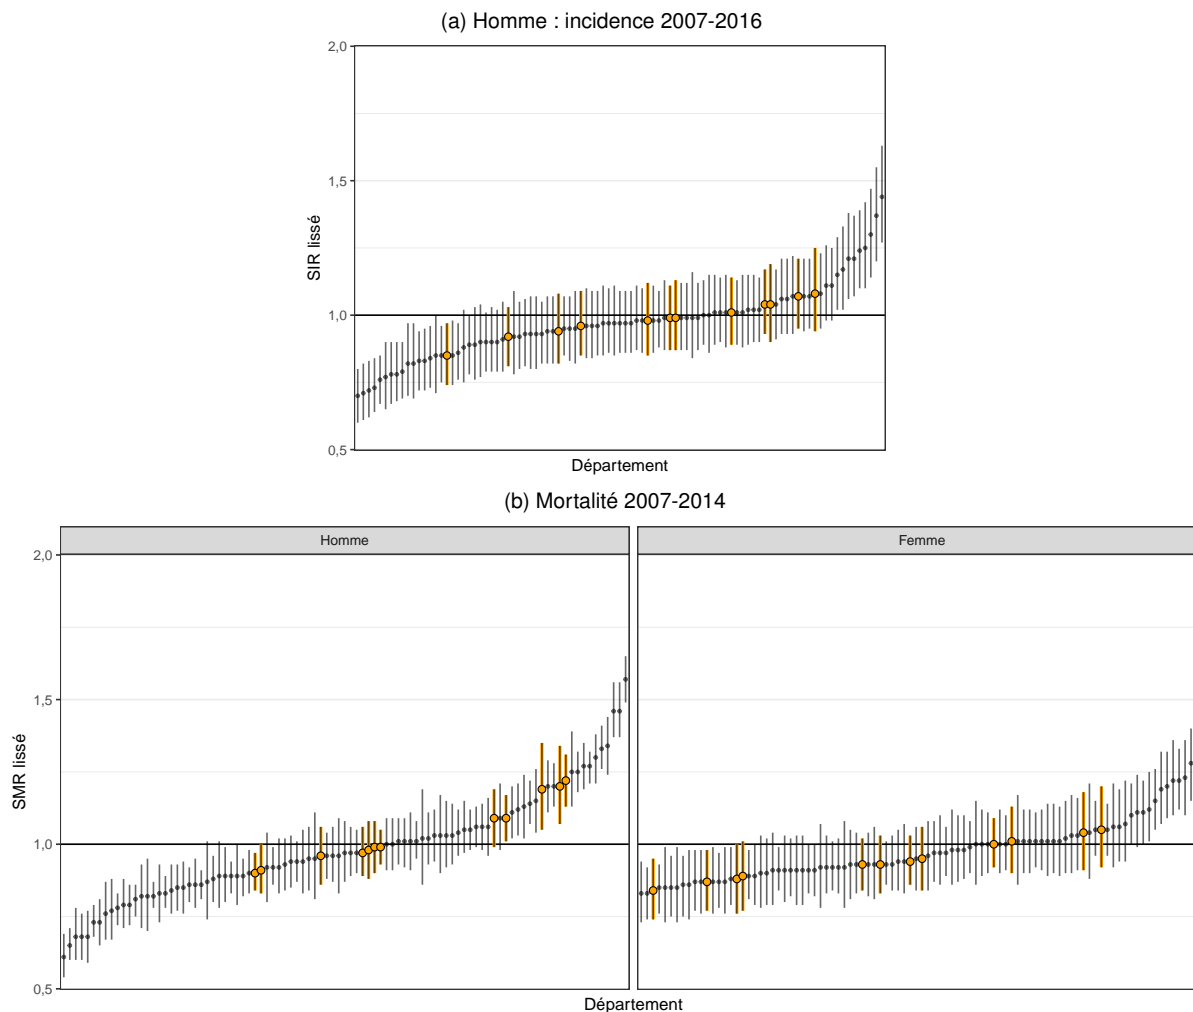 (a) Homme : incidence 2007-2016
2,0
1,5
1,0
0,5
SIR lissé
Département
(b) Mortalité 2007-2014
Homme
Femme
2,0
1,5
1,0
0,5
SMR lissé
Département